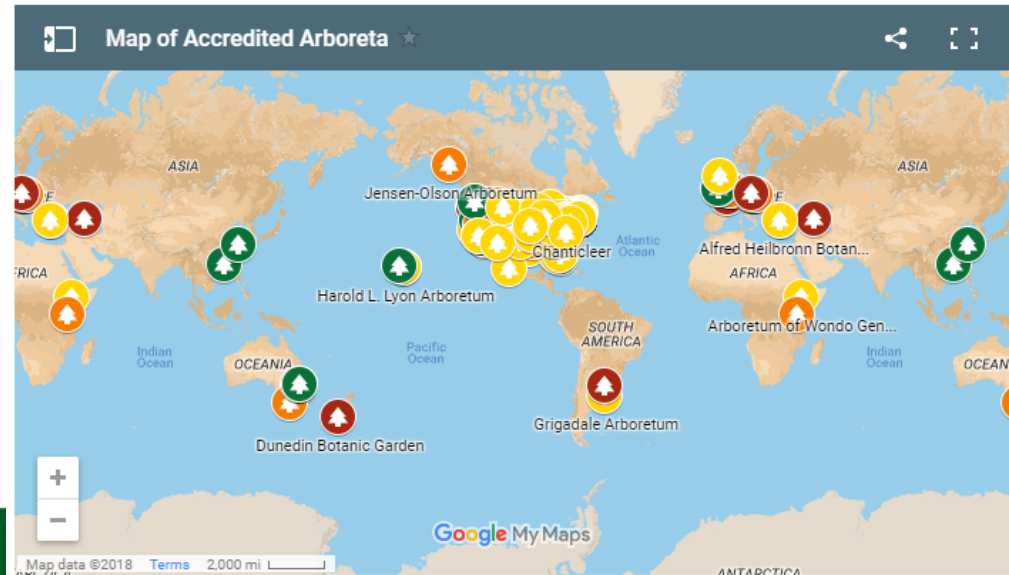 Map of Accredited Arboreta
ASIA
ASIA
Jensen-Olson Arboretum
Chanticleer
Atlantic
Ocean
Alfred Heilbronn Botan...
FRICA
AFRICA
Harold L. Lyon Arboretum
Arboretum of Wondo Gen...
SOUTH
AMERICA
Indian
Ocean
Pacific
Ocean
Indian
Ocean
OCEANIA
OCEAN
Grigadale Arboretum
Dunedin Botanic Garden
+
−
Google My Maps
Map data ©2018 Terms 2,000 mi
ANTARCTICA